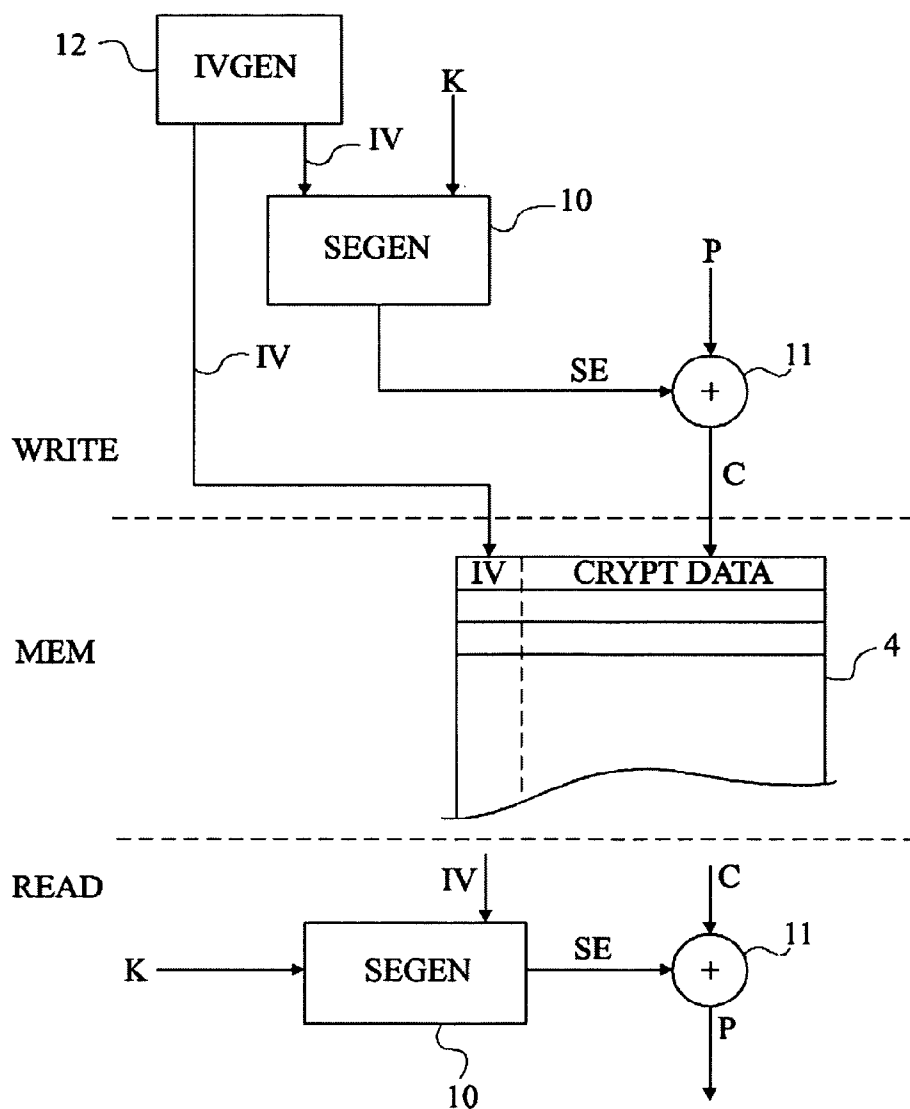 12
IVGEN
K
IV
10
SEGEN
P
IV
SE
+
11
WRITE
C
IV
CRYPT DATA
MEM
4
READ
IV
C
K
SEGEN
SE
+
11
P
10